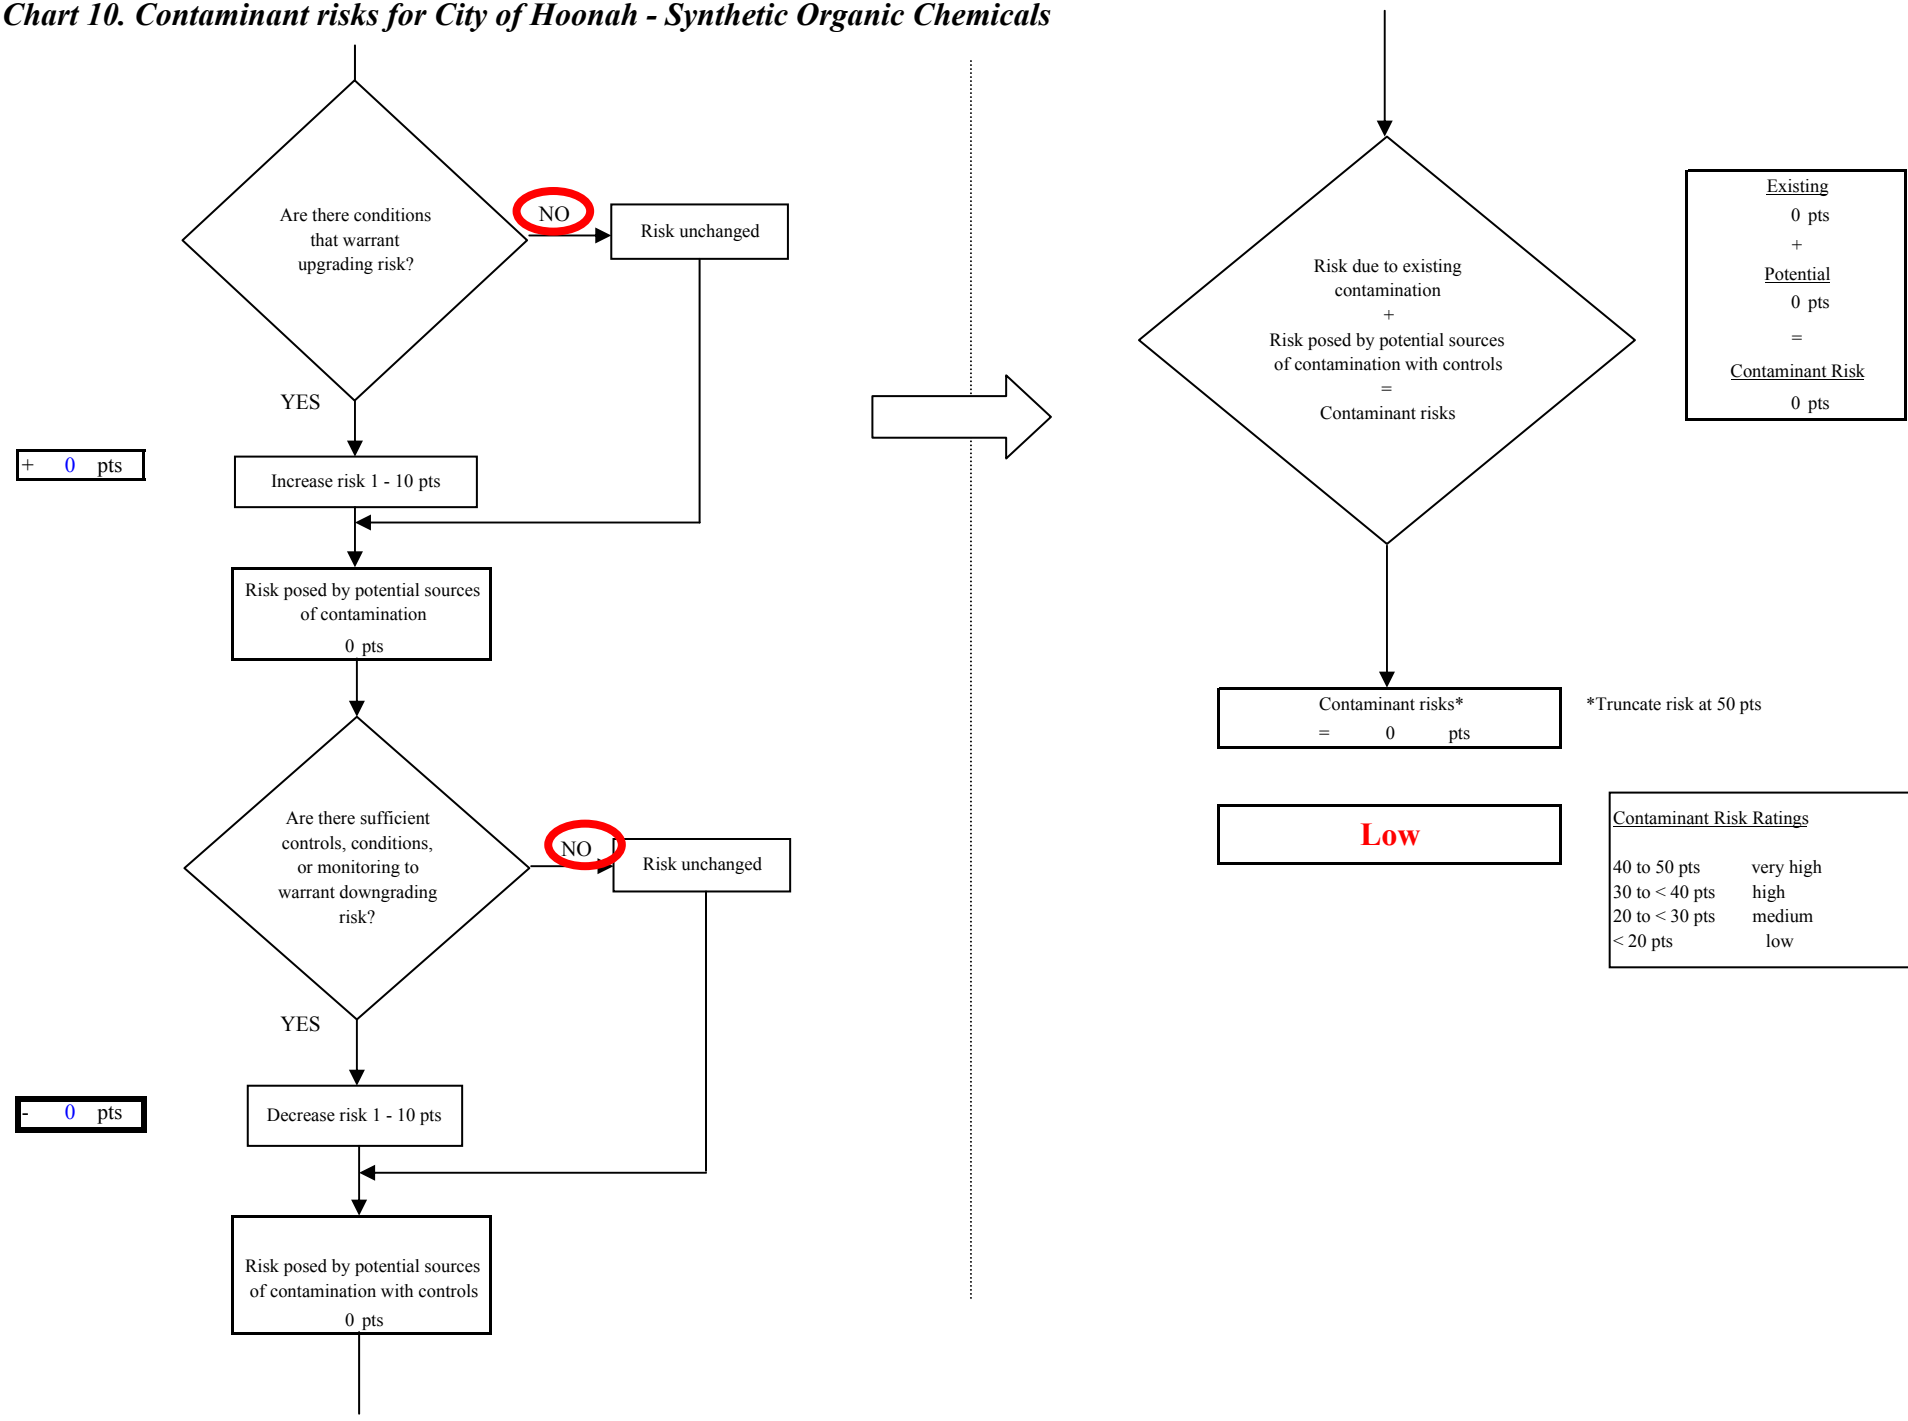 Chart 10. Contaminant risks for City of Hoonah - Synthetic Organic Chemicals
Are there conditions
that warrant
upgrading risk?
NO
Risk unchanged
YES
+ 0 pts
Increase risk 1 - 10 pts
Risk posed by potential sources
of contamination
0 pts
Are there sufficient
controls, conditions,
or monitoring to
warrant downgrading
risk?
NO
Risk unchanged
YES
- 0 pts
Decrease risk 1 - 10 pts
Risk posed by potential sources
of contamination with controls
0 pts
Risk due to existing
contamination
+
Risk posed by potential sources
of contamination with controls
=
Contaminant risks
Existing
0 pts
+
Potential
0 pts
=
Contaminant Risk
0 pts
Contaminant risks*
= 0 pts
*Truncate risk at 50 pts
Low
Contaminant Risk Ratings
40 to 50 pts very high
30 to < 40 pts high
20 to < 30 pts medium
< 20 pts low